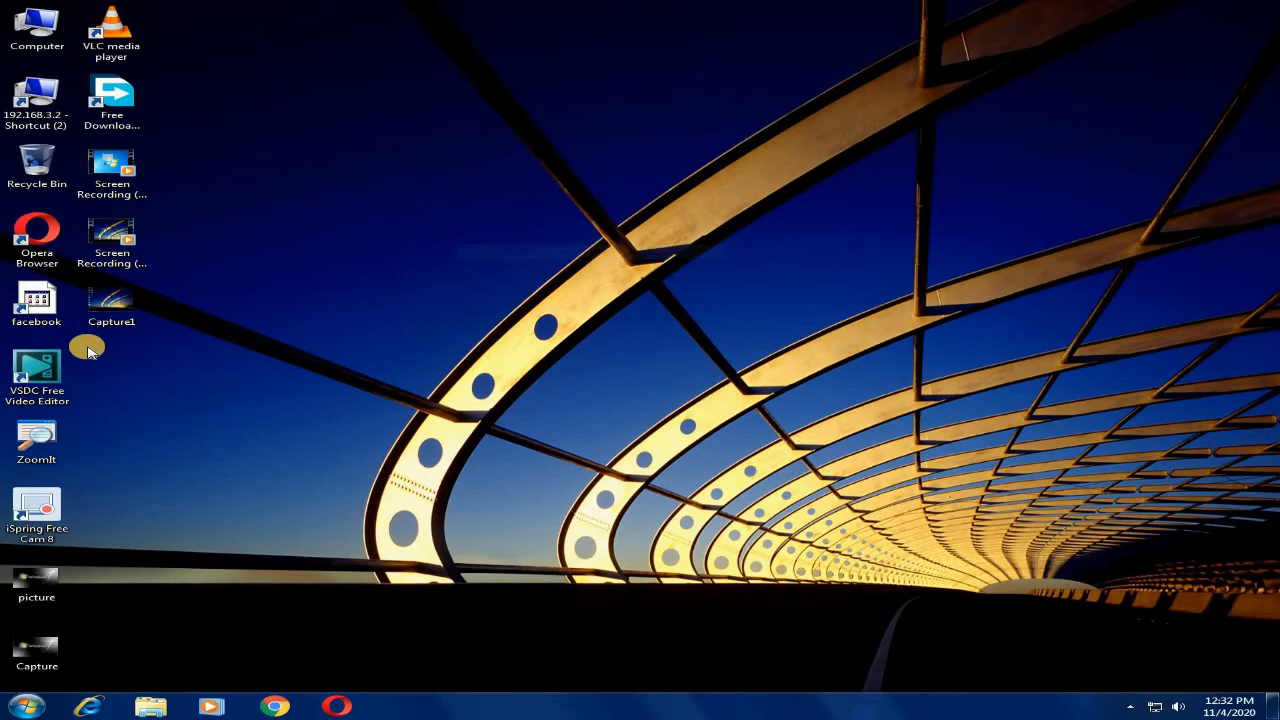 Computer
192.168.3.2 -
Shortcut (2)
Recycle Bin
Opera
Browser
facebook
VSDC Free
Video Editor
ZoomIt
iSpring Free
Cam 8
picture
Capture
VLC media
player
Free
Downloa...
Screen
Recording (...
Screen
Recording (...
Capture1
12:32 PM
11/4/2020